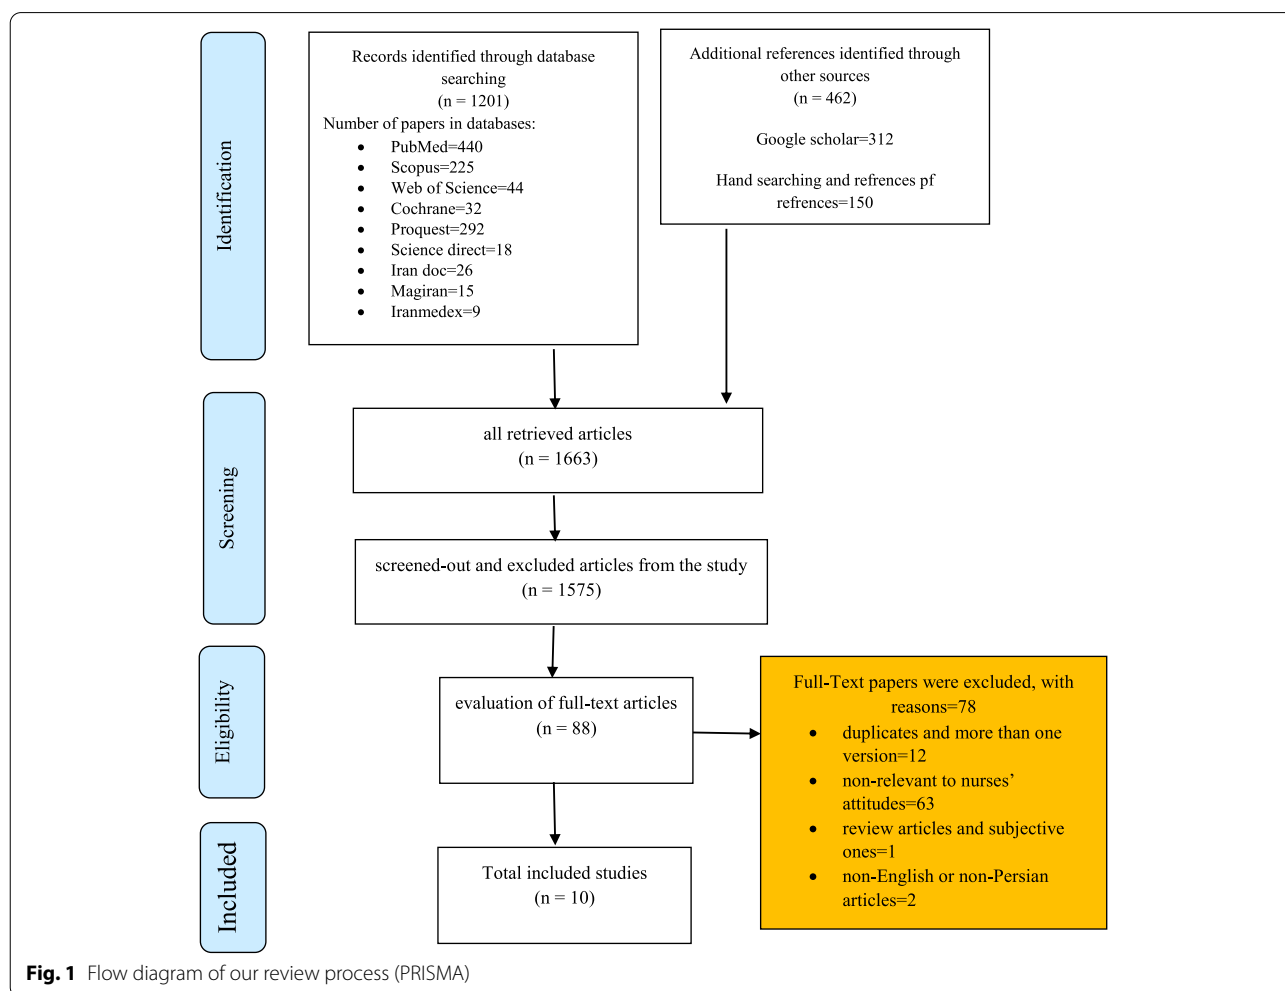 Identification
Records identified through database
searching
(n = 1201)
Number of papers in databases:
• PubMed=440
• Scopus=225
• Web of Science=44
• Cochrane=32
• Proquest=292
• Science direct=18
• Iran doc=26
• Magiran=15
• Iranmedex=9
Additional references identified through
other sources
(n = 462)
Google scholar=312
Hand searching and refrences pf
refrences=150
Screening
all retrieved articles
(n = 1663)
screened-out and excluded articles from the study
(n = 1575)
Eligibility
evaluation of full-text articles
(n = 88)
Full-Text papers were excluded, with
reasons=78
• duplicates and more than one
version=12
• non-relevant to nurses’
attitudes=63
• review articles and subjective
ones=1
• non-English or non-Persian
articles=2
Included
Total included studies
(n = 10)
Fig. 1 Flow diagram of our review process (PRISMA)